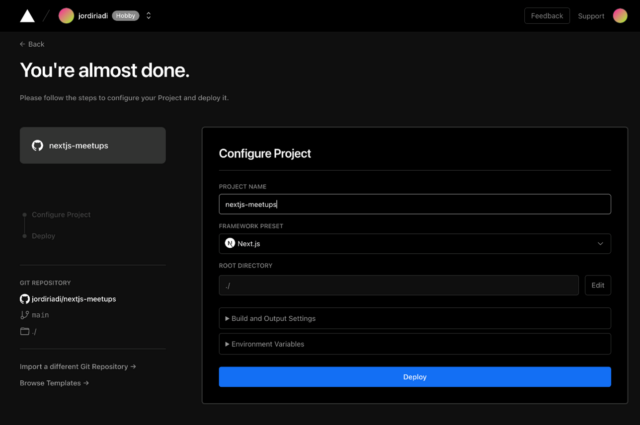 jordiriadi Hobby
Feedback Support
← Back
You're almost done.
Please follow the steps to configure your Project and deploy it.
nextjs-meetups
Configure Project
Deploy
GIT REPOSITORY
jordiriadi/nextjs-meetups
main
./
Import a different Git Repository →
Browse Templates →
Configure Project
PROJECT NAME
nextjs-meetups
FRAMEWORK PRESET
N Next.js
ROOT DIRECTORY
./
Edit
Build and Output Settings
Environment Variables
Deploy